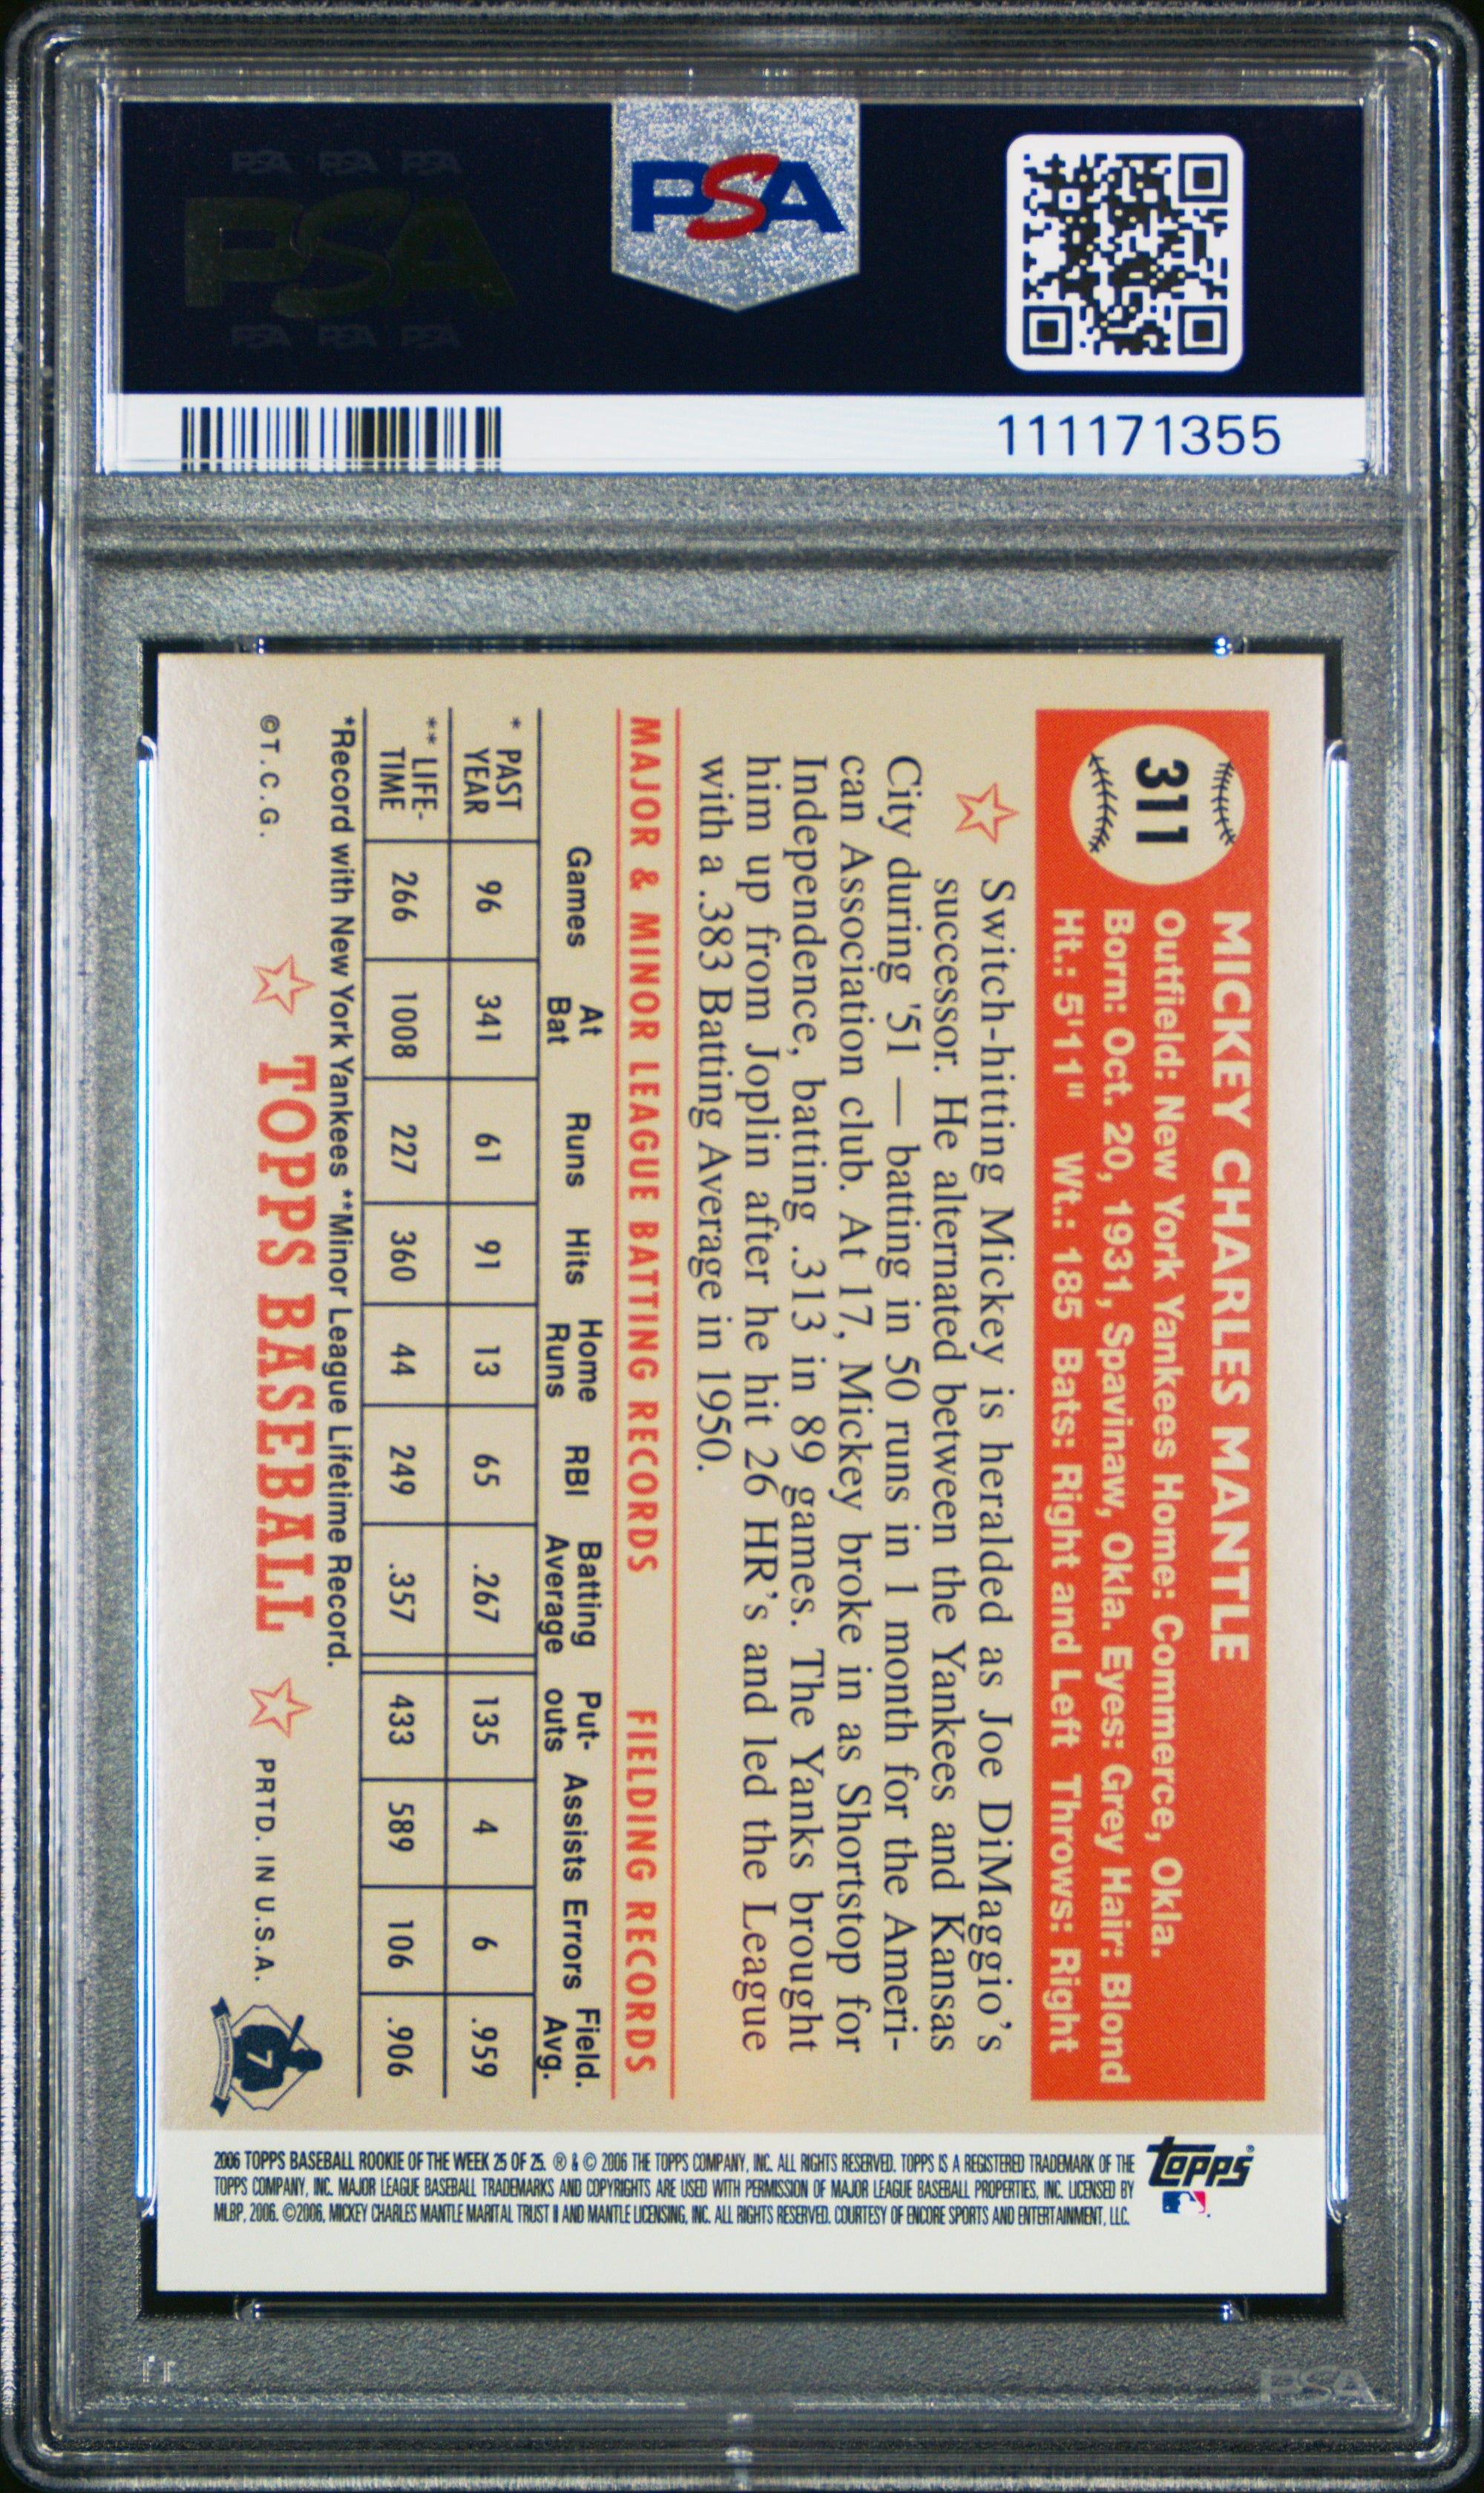 PSA PSA PSA
PSA
PSA PSA PSA
PSA
111171355
311
MICKEY CHARLES MANTLE
Outfield: New York Yankees Home: Commerce, Okla.
Born: Oct. 20, 1931, Spavinaw, Okla. Eyes: Grey Hair: Blond
Ht.: 5'11" Wt.: 185 Bats: Right and Left Throws: Right
Switch-hitting Mickey is heralded as Joe DiMaggio's
successor. He alternated between the Yankees and Kansas
City during '51 — batting in 50 runs in 1 month for the Ameri-
can Association club. At 17, Mickey broke in as Shortstop for
Independence, batting .313 in 89 games. The Yanks brought
him up from Joplin after he hit 26 HR's and led the League
with a .383 Batting Average in 1950.
MAJOR & MINOR LEAGUE BATTING RECORDS FIELDING RECORDS
Games At Bat Runs Hits Home Runs RBI Batting Average Put-outs Assists Errors Field. Avg.
* PAST YEAR 96 341 61 91 13 65 .267 135 4 6 .959
** LIFE-TIME 266 1008 227 360 44 249 .357 433 589 106 .906
*Record with New York Yankees **Minor League Lifetime Record.
©T.C.G. TOPPS BASEBALL PRTD. IN U.S.A.
7
topps®
2006 TOPPS BASEBALL ROOKIE OF THE WEEK 25 OF 25. ® & © 2006 THE TOPPS COMPANY, INC. ALL RIGHTS RESERVED. TOPPS IS A REGISTERED TRADEMARK OF THE
TOPPS COMPANY, INC. MAJOR LEAGUE BASEBALL TRADEMARKS AND COPYRIGHTS ARE USED WITH PERMISSION OF MAJOR LEAGUE BASEBALL PROPERTIES, INC. LICENSED BY
MLBP, 2006. ©2006, MICKEY CHARLES MANTLE MARITAL TRUST II AND MANTLE LICENSING, INC. ALL RIGHTS RESERVED. COURTESY OF ENCORE SPORTS AND ENTERTAINMENT, LLC.
PSA